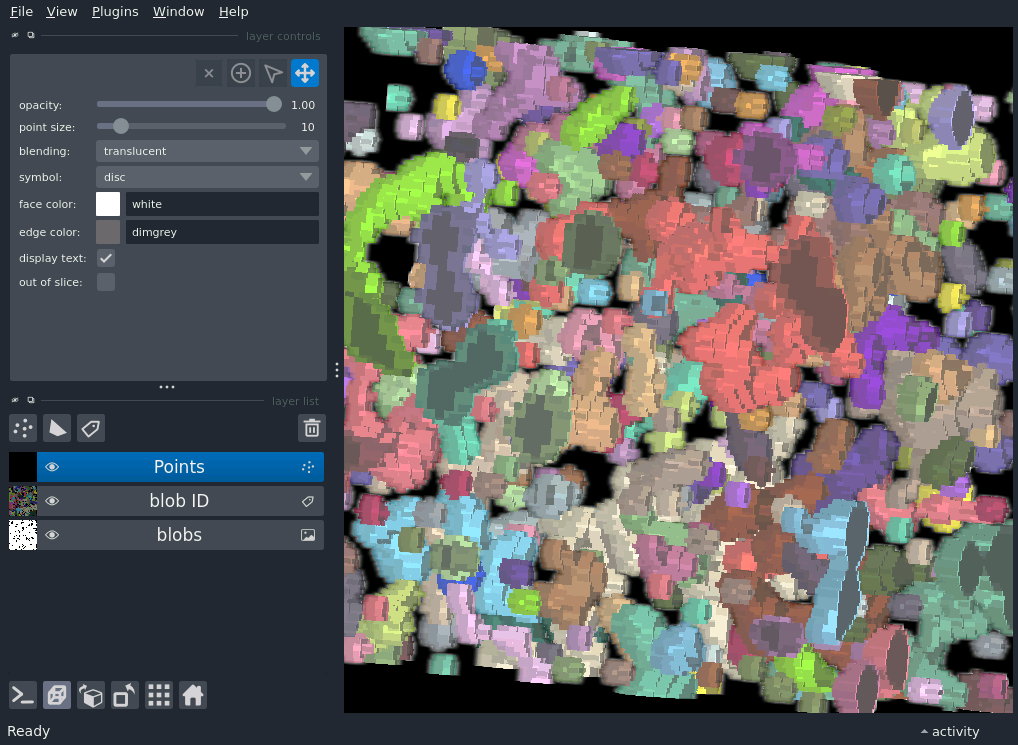 File View Plugins Window Help
layer controls
opacity: 1.00
point size: 10
blending: translucent
symbol: disc
face color: white
edge color: dimgrey
display text:
out of slice:
layer list
Points
blob ID
blobs
Ready
activity